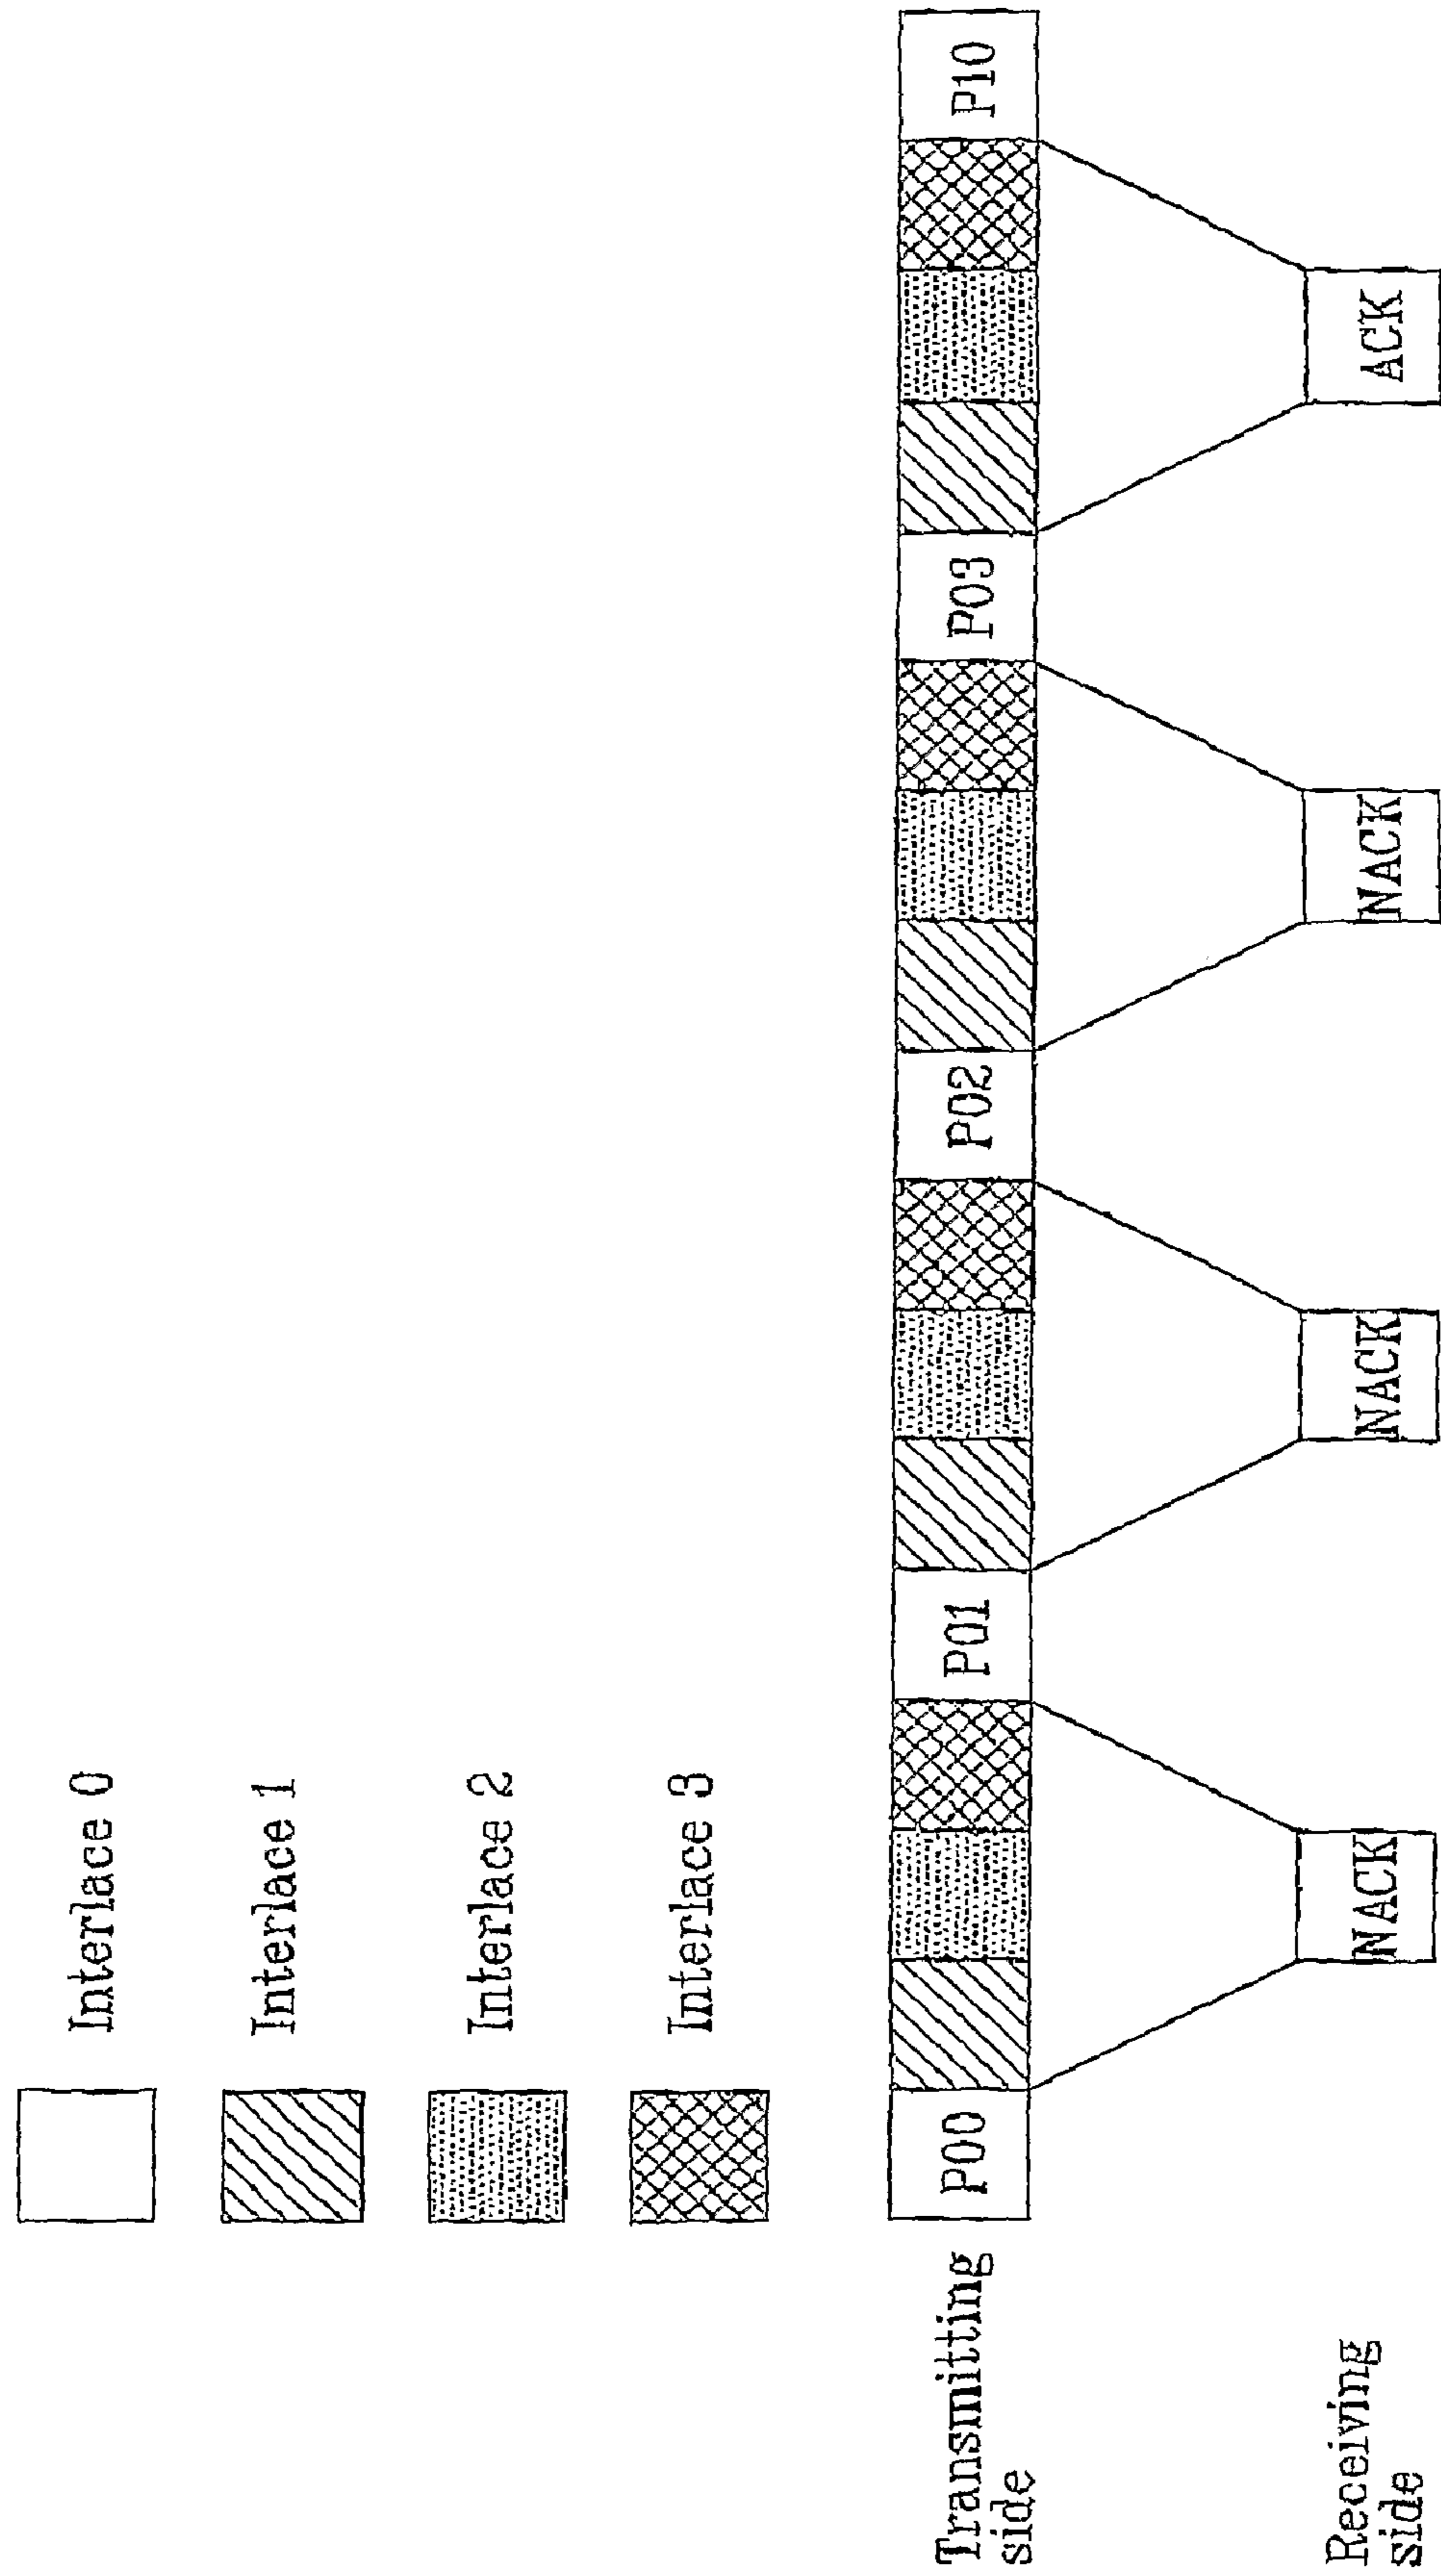 Interlace 0
Interlace 1
Interlace 2
Interlace 3
Transmitting
side
P00
P01
P02
P03
P10
Receiving
side
NACK
NACK
NACK
ACK